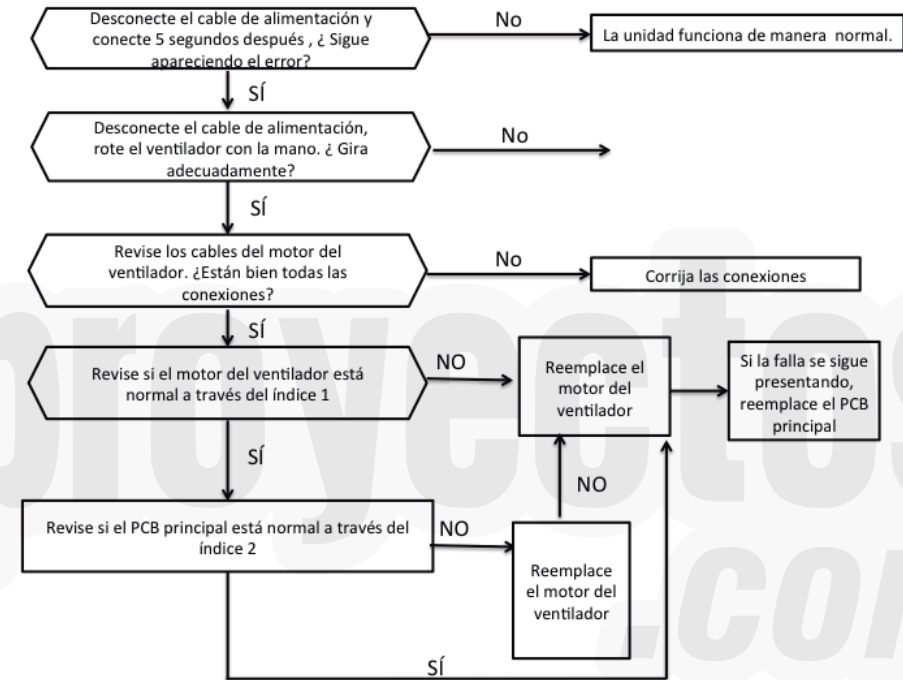 Desconecte el cable de alimentación y
conecte 5 segundos después , ¿ Sigue
apareciendo el error?
No
La unidad funciona de manera  normal.
SÍ
Desconecte el cable de alimentación,
rote el ventilador con la mano. ¿ Gira
adecuadamente?
No
SÍ
Revise los cables del motor del
ventilador. ¿Están bien todas las
conexiones?
No
Corrija las conexiones
SÍ
Revise si el motor del ventilador está
normal a través del índice 1
NO
Reemplace el
motor del
ventilador
Si la falla se sigue
presentando,
reemplace el PCB
principal
SÍ
NO
Revise si el PCB principal está normal a través del
índice 2
NO
Reemplace
el motor del
ventilador
SÍ
proyectos
.com